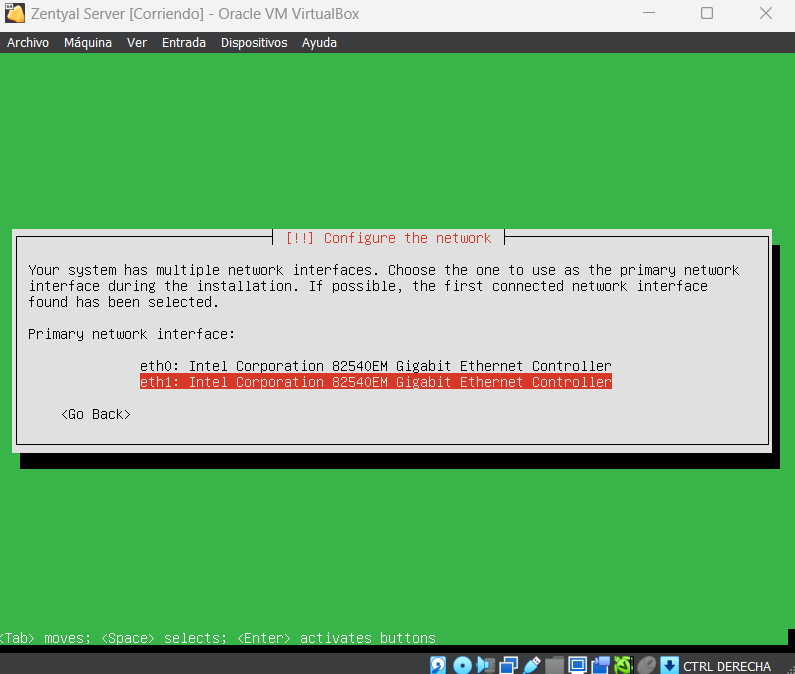 Zentyal Server [Corriendo] - Oracle VM VirtualBox
Archivo Máquina Ver Entrada Dispositivos Ayuda
[!!] Configure the network
Your system has multiple network interfaces. Choose the one to use as the primary network
interface during the installation. If possible, the first connected network interface
found has been selected.
Primary network interface:
eth0: Intel Corporation 82540EM Gigabit Ethernet Controller
eth1: Intel Corporation 82540EM Gigabit Ethernet Controller
<Go Back>
<Tab> moves; <Space> selects; <Enter> activates buttons
CTRL DERECHA